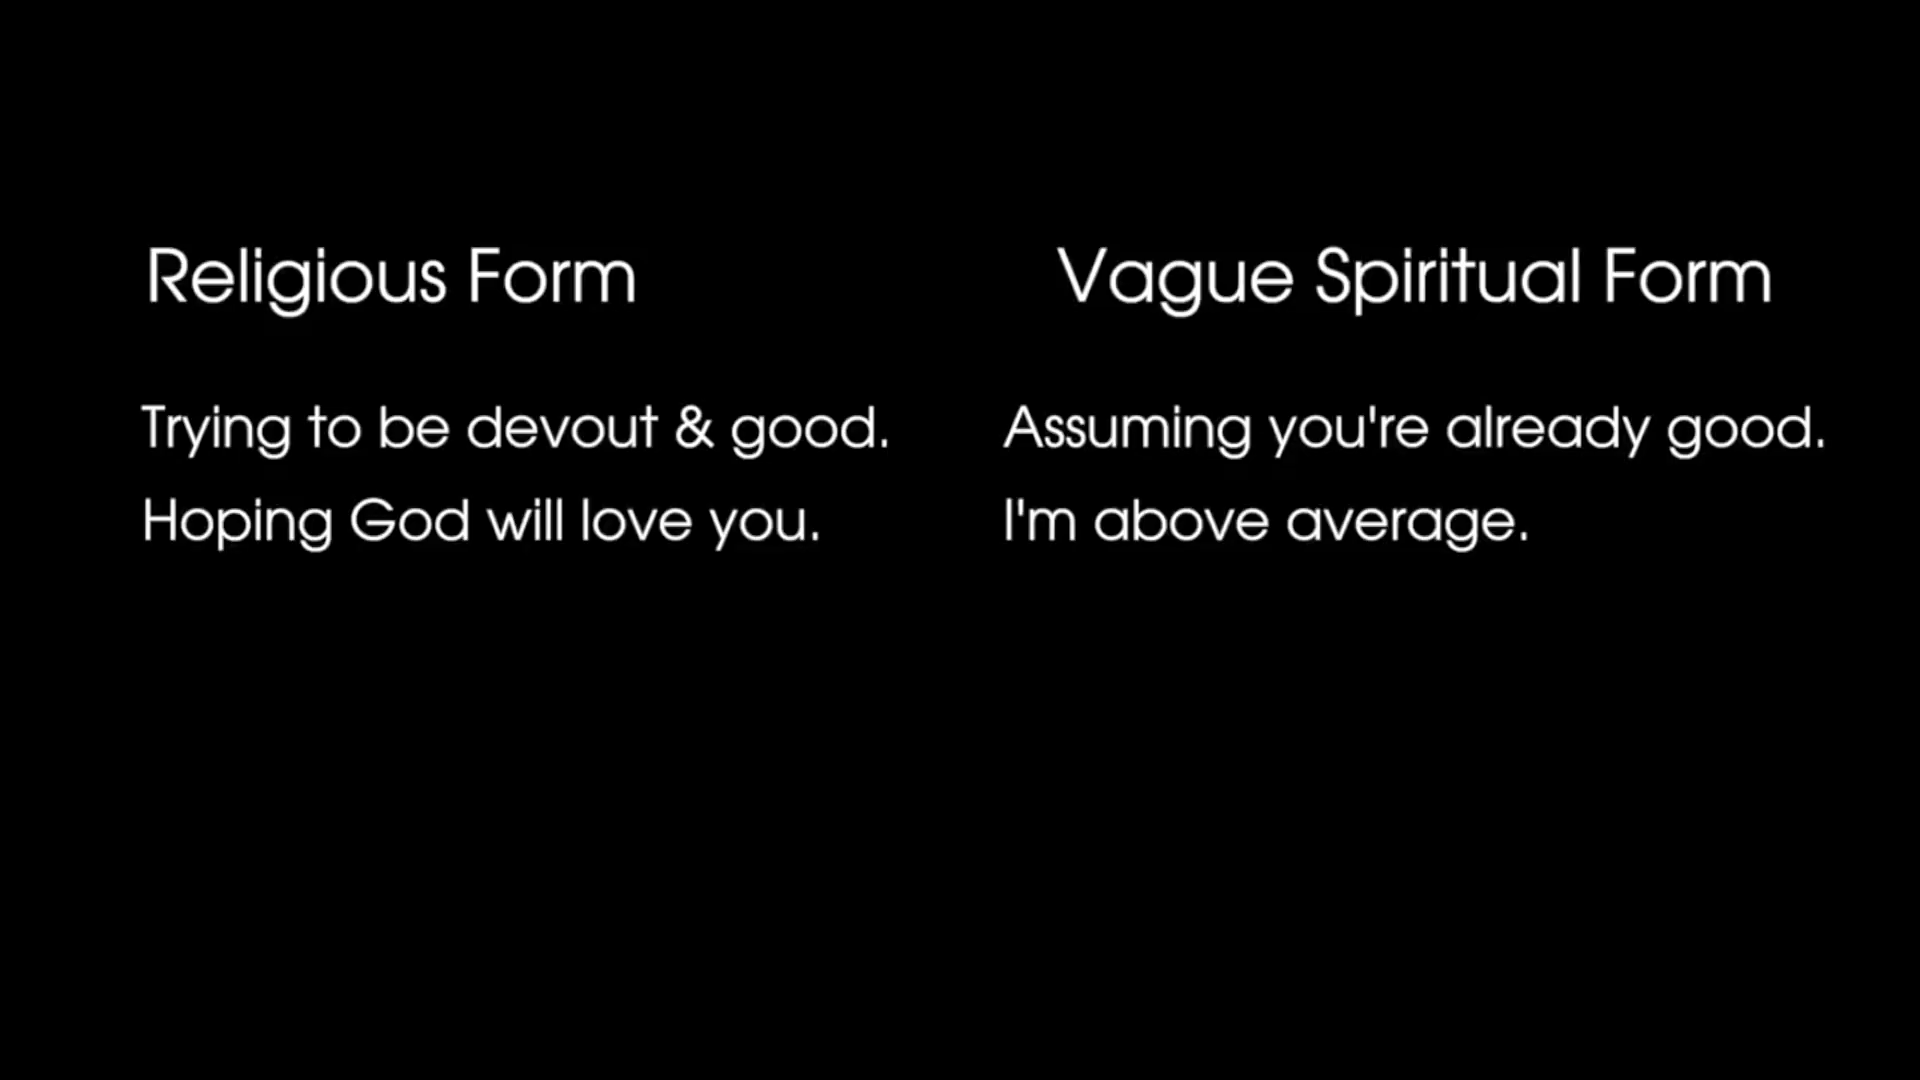 Religious Form
Trying to be devout & good.
Hoping God will love you.
Vague Spiritual Form
Assuming you're already good.
I'm above average.